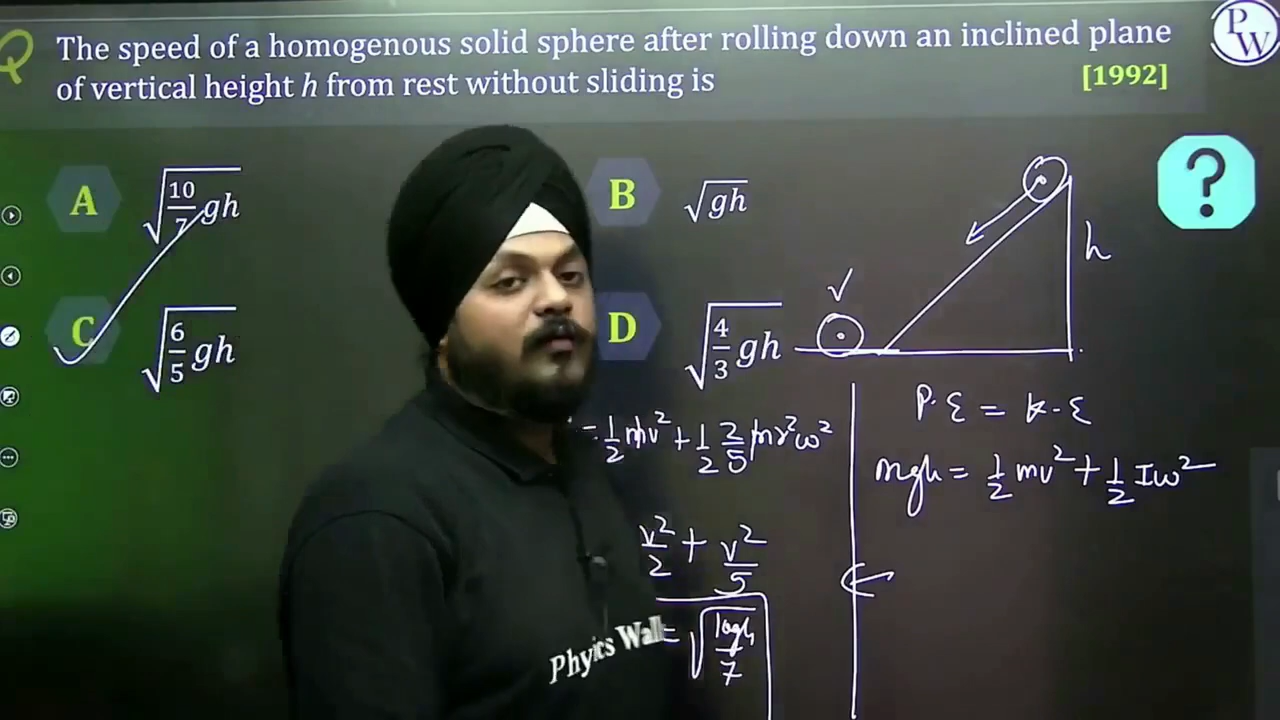 Q The speed of a homogenous solid sphere after rolling down an inclined plane
of vertical height h from rest without sliding is
[1992]
P
W
A √(10/7 gh)
B √gh
C √(6/5 gh)
D √(4/3 gh)
?
h
v
P.E = K.E
mgh = 1/2 mv² + 1/2 Iω²
= 1/2 mv² + 1/2 2/5 mr²ω²
v²/2 + v²/5
= √(10gh/7)
Physics Wall